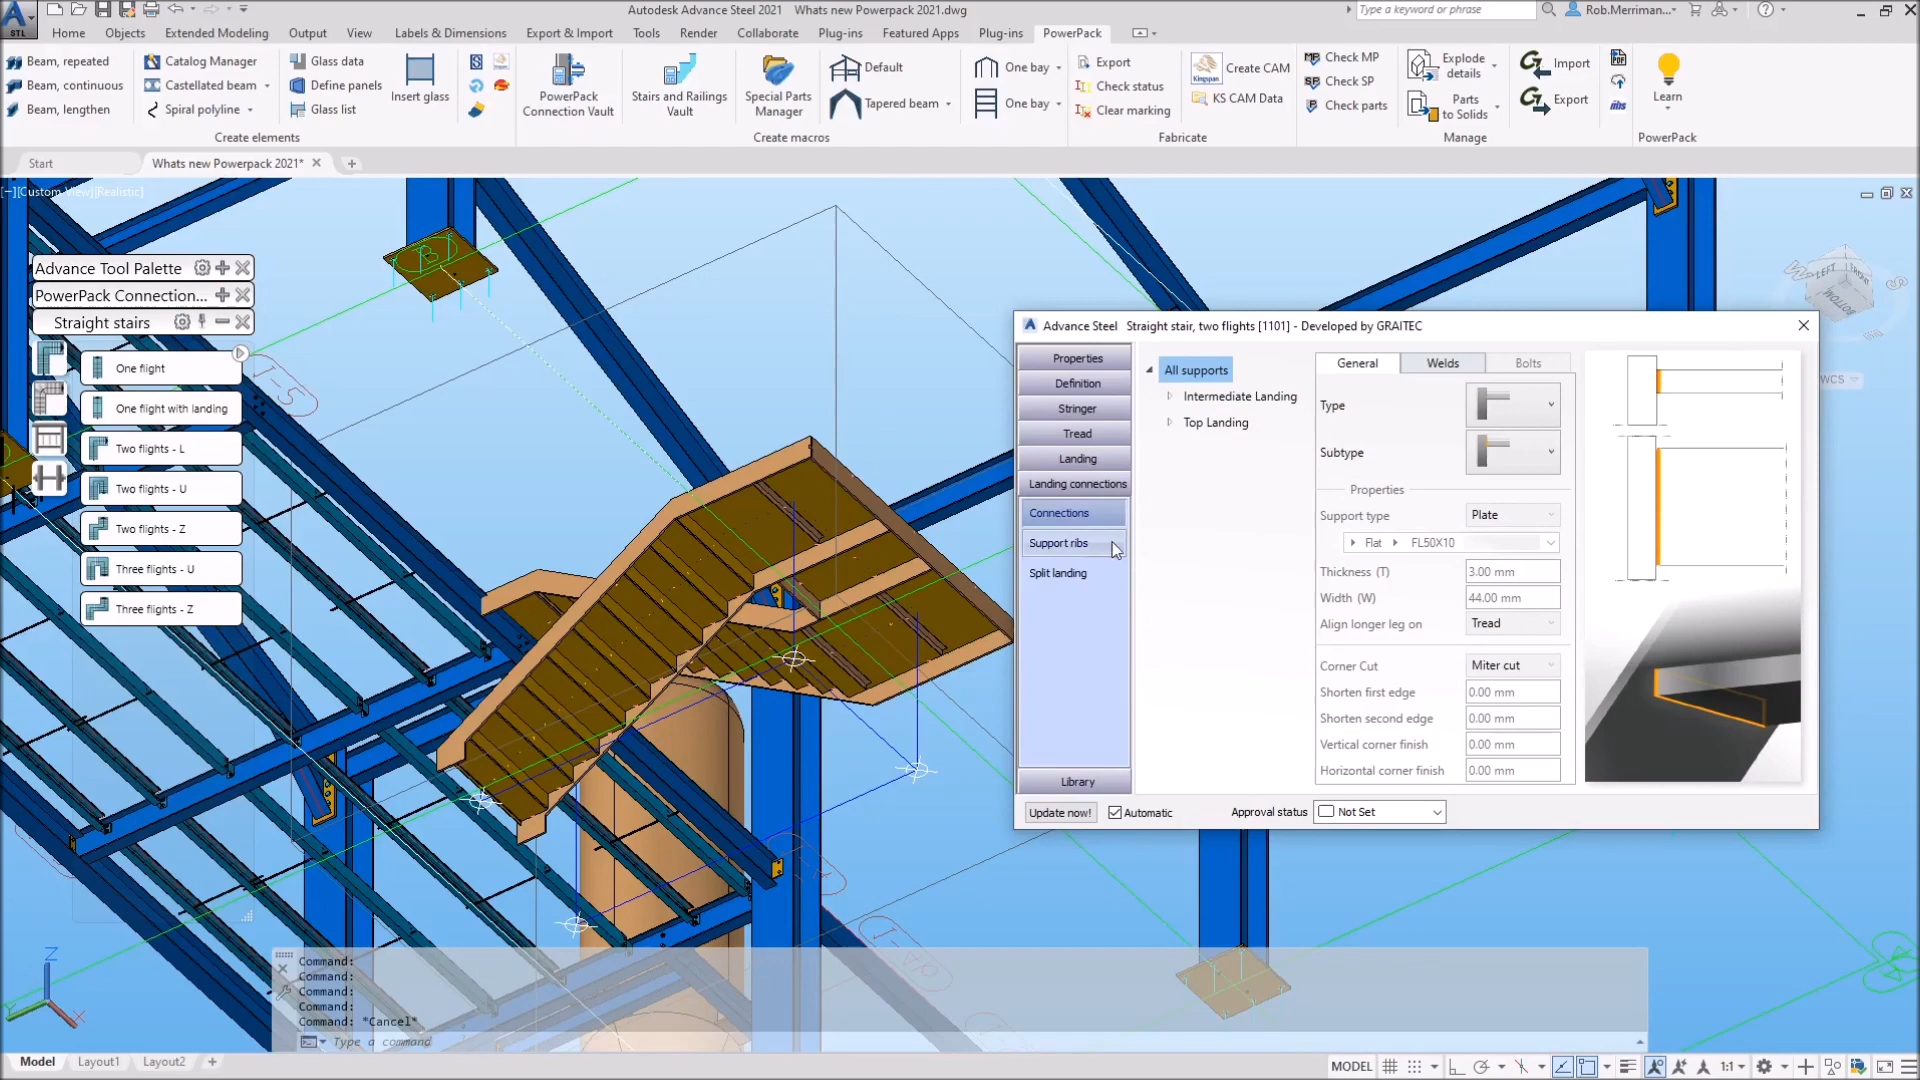 Autodesk Advance Steel 2021 Whats new Powerpack 2021.dwg
Type a keyword or phrase
Rob.Merriman...
STL
Home Objects Extended Modeling Output View Labels & Dimensions Export & Import Tools Render Collaborate Plug-ins Featured Apps Plug-ins PowerPack
Beam, repeated
Beam, continuous
Beam, lengthen
Catalog Manager
Castellated beam
Spiral polyline
Glass data
Define panels
Glass list
Insert glass
Create elements
PowerPack
Connection Vault
Stairs and Railings
Vault
Special Parts
Manager
Default
Tapered beam
One bay
One bay
Create macros
Export
Check status
Clear marking
Kingspan
Create CAM
KS CAM Data
Fabricate
Check MP
Check SP
Check parts
Explode
details
Parts
to Solids
Import
Export
Manage
Learn
PowerPack
Start
Whats new Powerpack 2021*
[−][Custom View][Realistic]
Advance Tool Palette
PowerPack Connection...
Straight stairs
One flight
One flight with landing
Two flights - L
Two flights - U
Two flights - Z
Three flights - U
Three flights - Z
LEFT
BOTTOM
W
S
WCS
Advance Steel Straight stair, two flights [1101] - Developed by GRAITEC
Properties
Definition
Stringer
Tread
Landing
Landing connections
Connections
Support ribs
Split landing
Library
All supports
Intermediate Landing
Top Landing
General Welds Bolts
Type
Subtype
Properties
Support type Plate
Flat FL50X10
Thickness (T) 3.00 mm
Width (W) 44.00 mm
Align longer leg on Tread
Corner Cut Miter cut
Shorten first edge 0.00 mm
Shorten second edge 0.00 mm
Vertical corner finish 0.00 mm
Horizontal corner finish 0.00 mm
Update now! Automatic Approval status Not Set
Command:
Command:
Command:
Command:
Command: *Cancel*
Type a command
Z
Y
X
Model Layout1 Layout2
MODEL
1:1